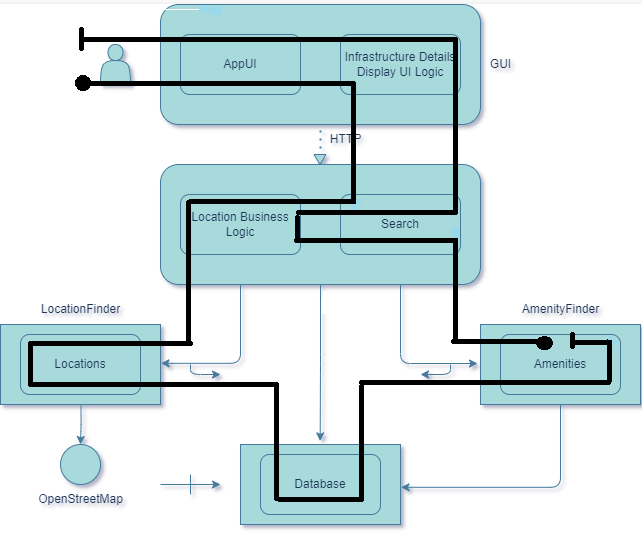 AppUI
Infrastructure Details
Display UI Logic
GUI
HTTP
Location Business
Logic
Search
LocationFinder
AmenityFinder
Locations
Amenities
Database
OpenStreetMap